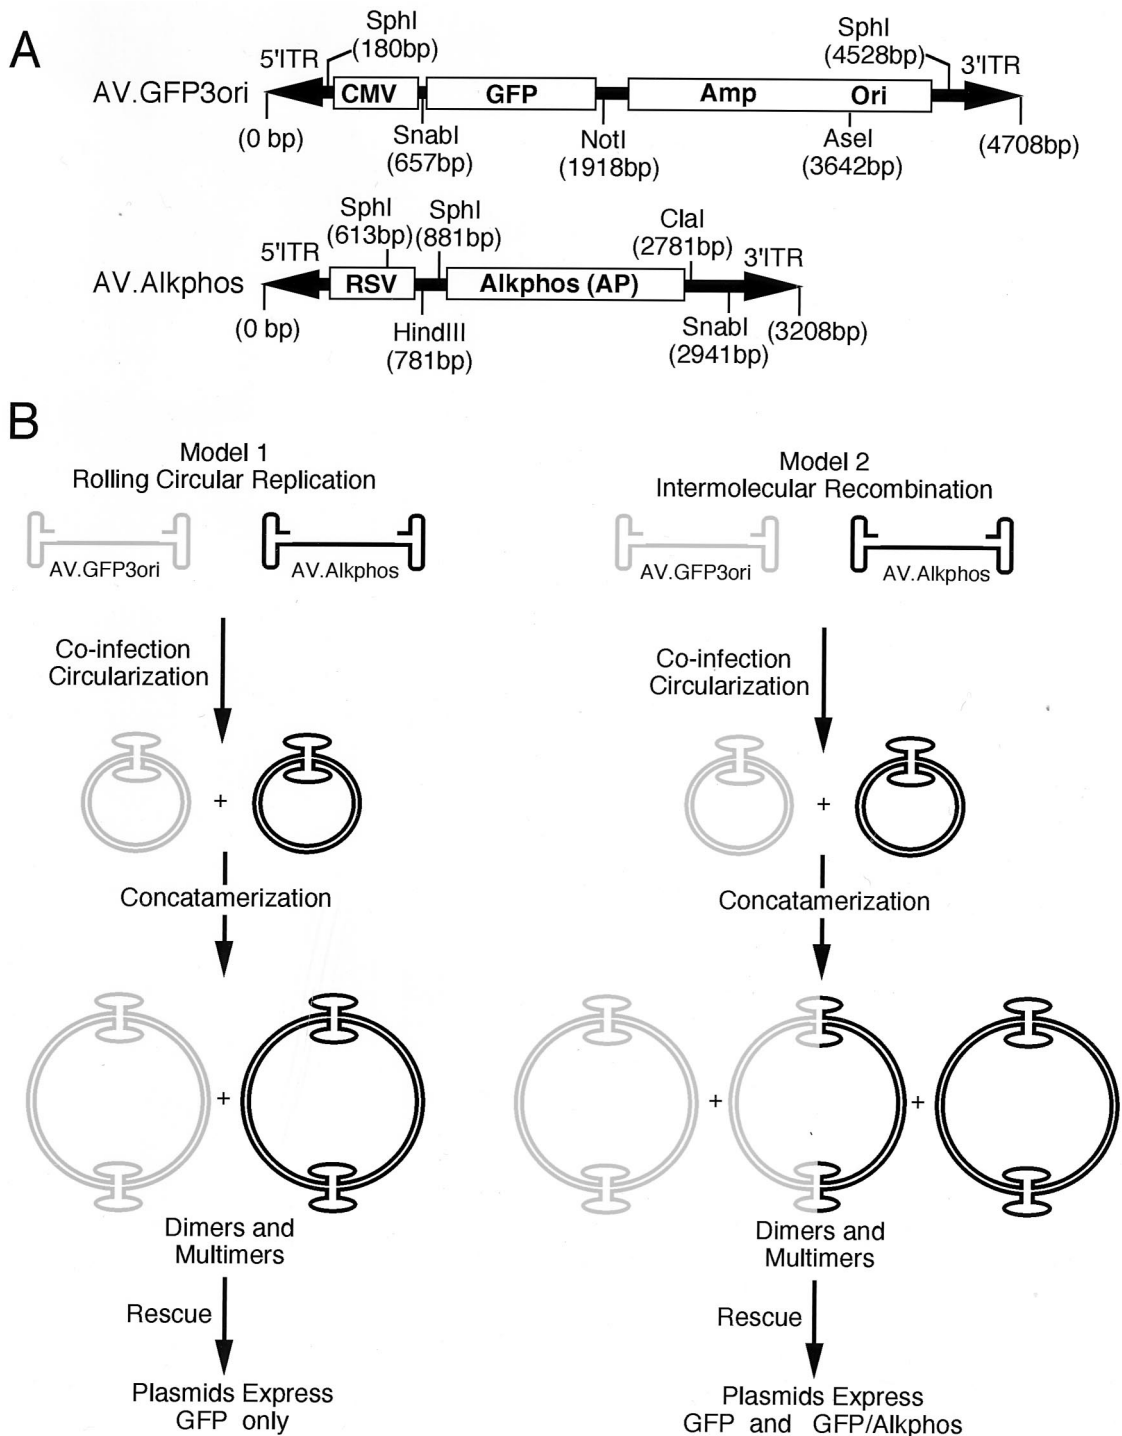 A
SphI
(180bp)
SphI
(4528bp)
5'ITR
3'ITR
AV.GFP3ori
CMV
GFP
Amp
Ori
(0 bp)
SnabI
(657bp)
NotI
(1918bp)
AseI
(3642bp)
(4708bp)
SphI
(613bp)
SphI
(881bp)
ClaI
(2781bp)
5'ITR
3'ITR
AV.Alkphos
RSV
Alkphos (AP)
(0 bp)
HindIII
(781bp)
SnabI
(2941bp)
(3208bp)
B
Model 1
Rolling Circular Replication
AV.GFP3ori
AV.Alkphos
Co-infection
Circularization
+
Concatamerization
+
Dimers and
Multimers
Rescue
Plasmids Express
GFP only
Model 2
Intermolecular Recombination
AV.GFP3ori
AV.Alkphos
Co-infection
Circularization
+
Concatamerization
+
+
Dimers and
Multimers
Rescue
Plasmids Express
GFP and GFP/Alkphos